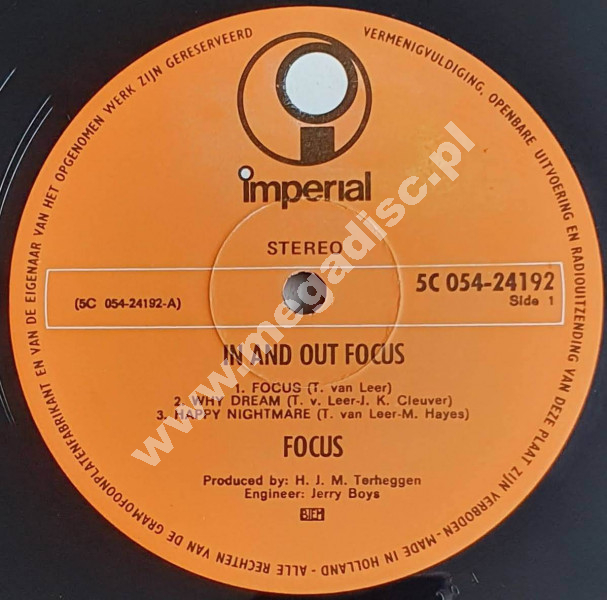 VERMENIGVULDIGING, OPENBARE UITVOERING EN RADIOUITZENDING VAN DEZE PLAAT ZIJN VERBODEN - MADE IN HOLLAND - ALLE RECHTEN VAN DE GRAMOFOONPLATENFABRIKANT EN VAN DE EIGENAAR VAN HET OPGENOMEN WERK ZIJN GERESERVEERD
imperial
STEREO
5C 054-24192
(5C 054-24192-A)
Side 1
IN AND OUT FOCUS
1. FOCUS (T. van Leer)
2. WHY DREAM (T. v. Leer-J. K. Cleuver)
3. HAPPY NIGHTMARE (T. van Leer-M. Hayes)
FOCUS
Produced by: H. J. M. Terheggen
Engineer: Jerry Boys
BIEM
www.megadisc.pl